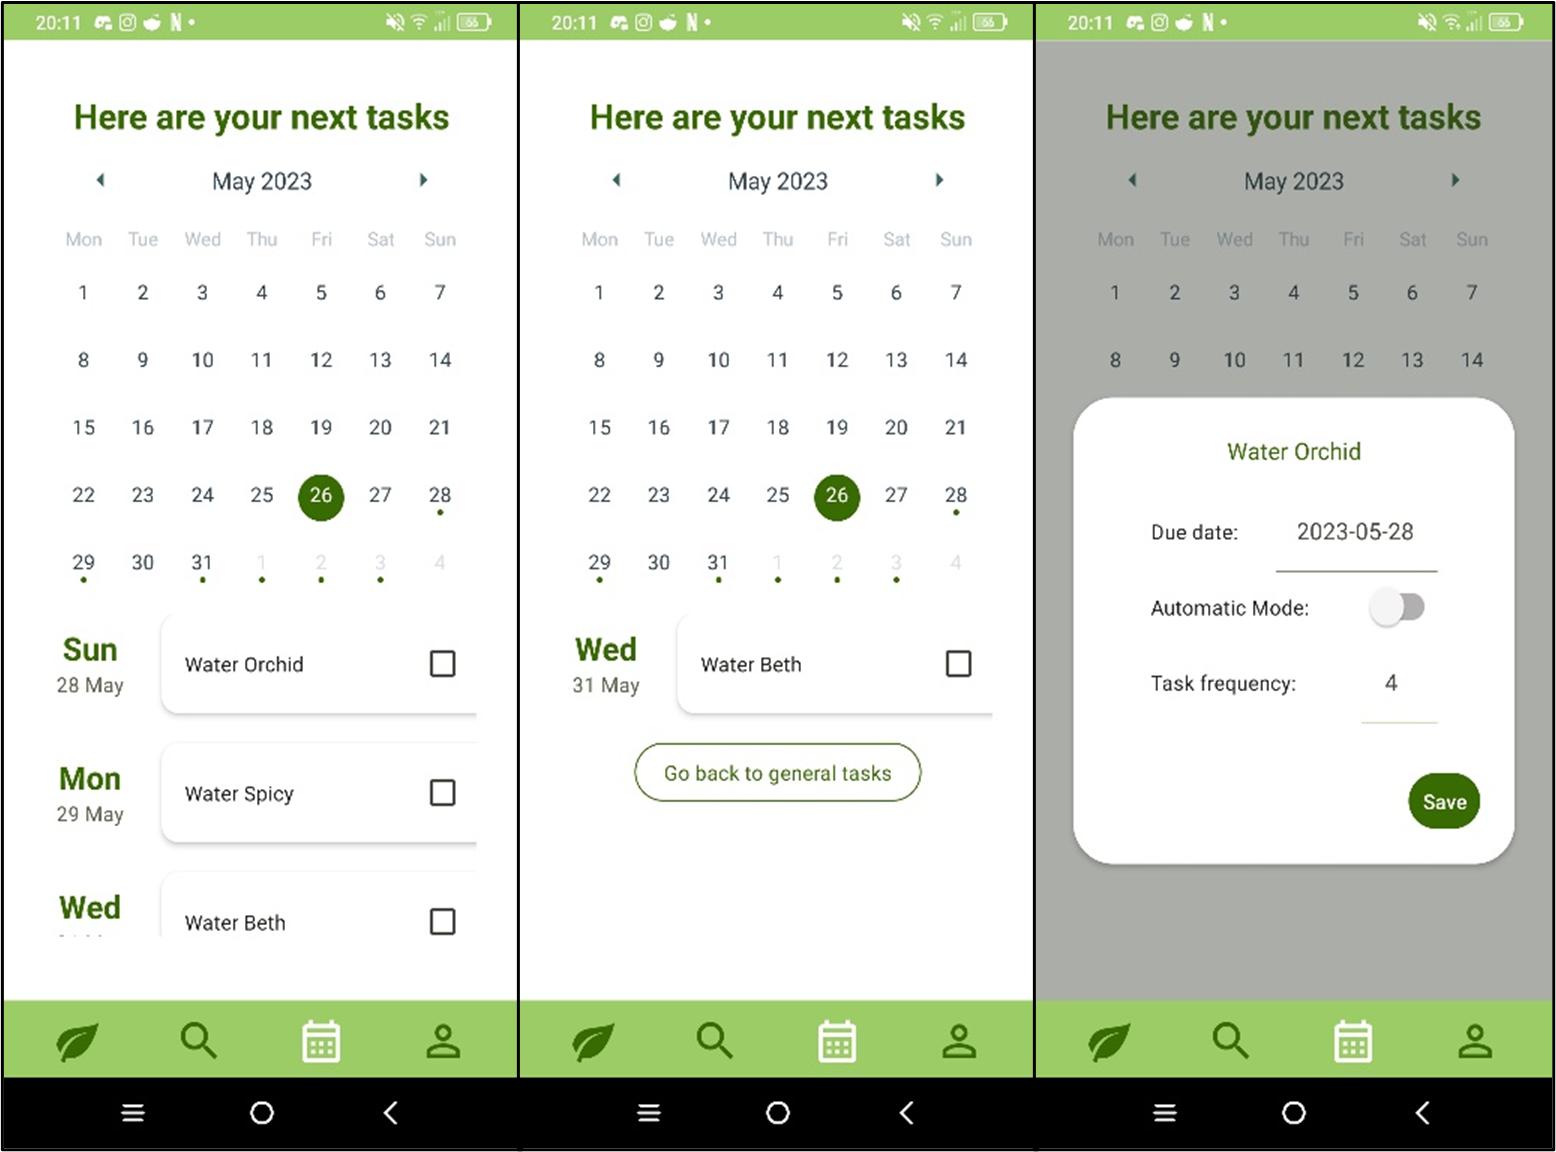 20:11 N
Here are your next tasks
May 2023
Mon Tue Wed Thu Fri Sat Sun
1 2 3 4 5 6 7
8 9 10 11 12 13 14
15 16 17 18 19 20 21
22 23 24 25 26 27 28
29 30 31 1 2 3 4
Sun
28 May
Water Orchid
Mon
29 May
Water Spicy
Wed
Water Beth
20:11 N
Here are your next tasks
May 2023
Mon Tue Wed Thu Fri Sat Sun
1 2 3 4 5 6 7
8 9 10 11 12 13 14
15 16 17 18 19 20 21
22 23 24 25 26 27 28
29 30 31 1 2 3 4
Wed
31 May
Water Beth
Go back to general tasks
20:11 N
Here are your next tasks
May 2023
Mon Tue Wed Thu Fri Sat Sun
1 2 3 4 5 6 7
8 9 10 11 12 13 14
Water Orchid
Due date: 2023-05-28
Automatic Mode:
Task frequency: 4
Save